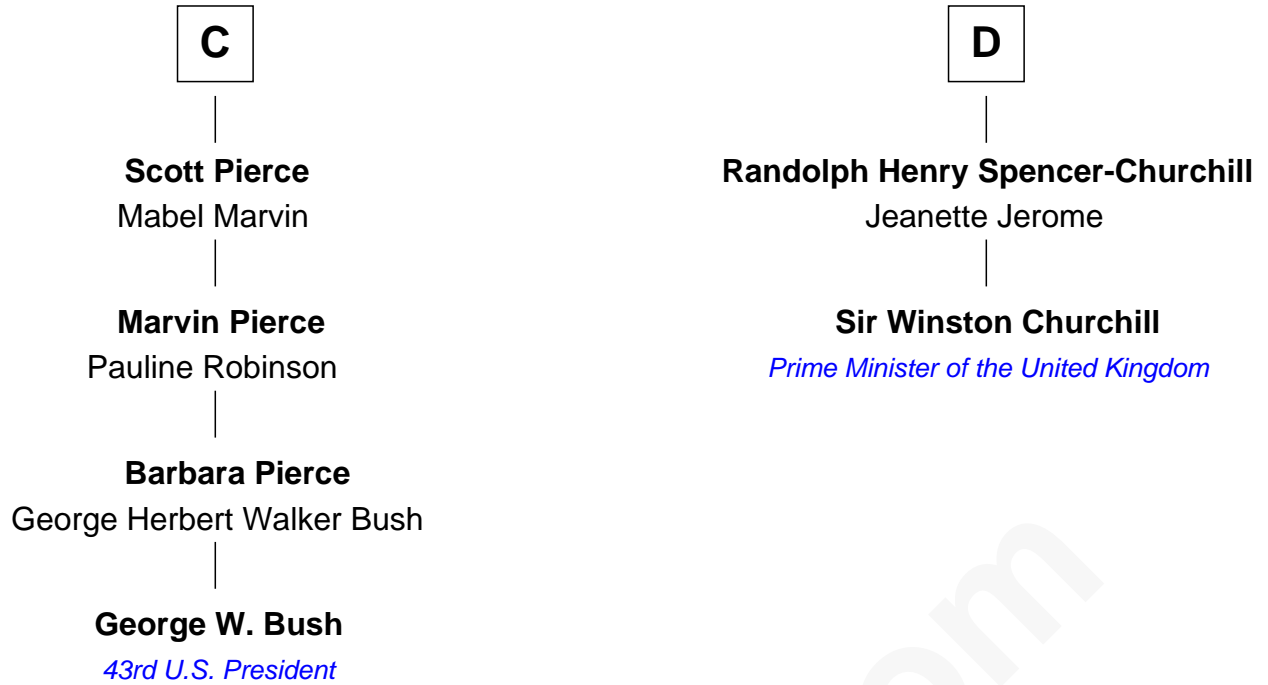 C
Scott Pierce
Mabel Marvin
Marvin Pierce
Pauline Robinson
Barbara Pierce
George Herbert Walker Bush
George W. Bush
43rd U.S. President
D
Randolph Henry Spencer-Churchill
Jeanette Jerome
Sir Winston Churchill
Prime Minister of the United Kingdom
om